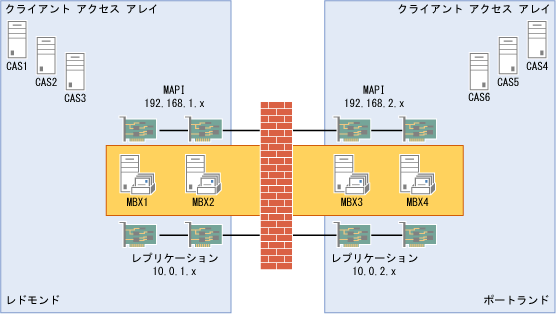 クライアント アクセス アレイ
CAS1
CAS2
CAS3
MAPI
192.168.1.x
MBX1
MBX2
レプリケーション
10.0.1.x
レドモンド
クライアント アクセス アレイ
CAS4
CAS5
CAS6
MAPI
192.168.2.x
MBX3
MBX4
レプリケーション
10.0.2.x
ポートランド